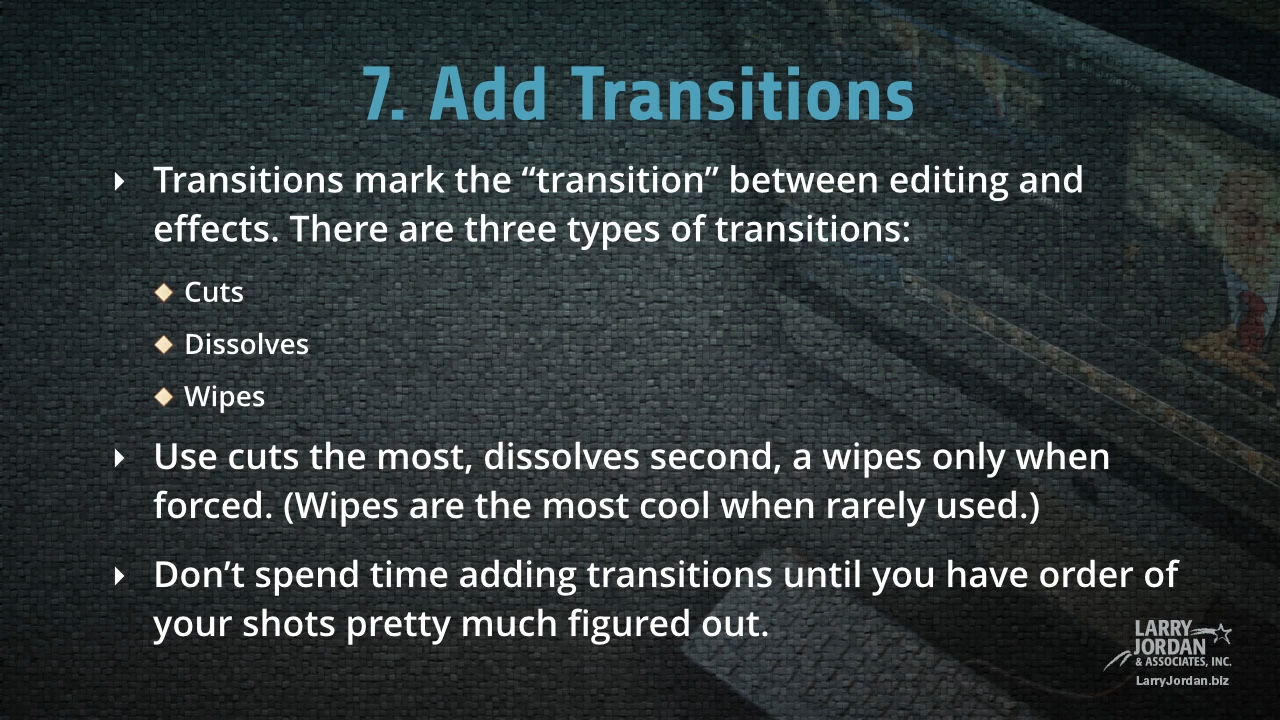 7. Add Transitions
Transitions mark the “transition” between editing and
effects. There are three types of transitions:
Cuts
Dissolves
Wipes
Use cuts the most, dissolves second, a wipes only when
forced. (Wipes are the most cool when rarely used.)
Don’t spend time adding transitions until you have order of
your shots pretty much figured out.
LARRY
JORDAN
& ASSOCIATES, INC.
LarryJordan.biz